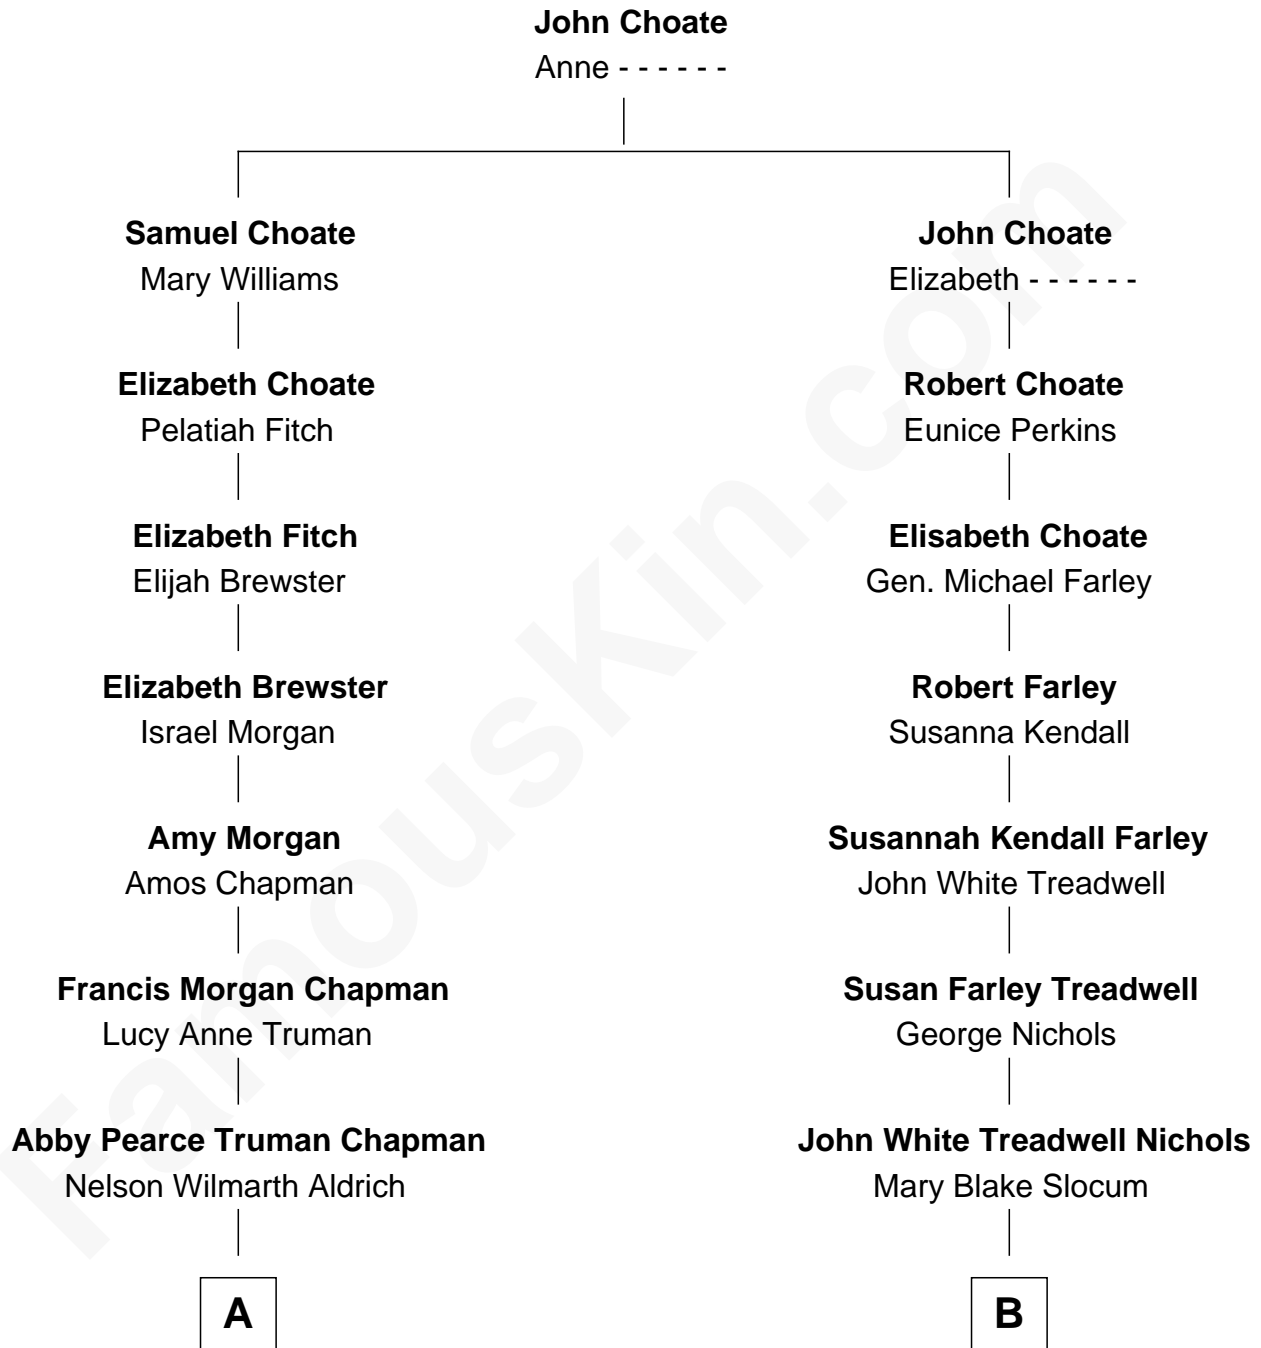 John Choate
Anne - - - - - -
Samuel Choate
Mary Williams
John Choate
Elizabeth - - - - - -
Elizabeth Choate
Pelatiah Fitch
Robert Choate
Eunice Perkins
Elizabeth Fitch
Elijah Brewster
Elisabeth Choate
Gen. Michael Farley
Elizabeth Brewster
Israel Morgan
Robert Farley
Susanna Kendall
Amy Morgan
Amos Chapman
Susannah Kendall Farley
John White Treadwell
Francis Morgan Chapman
Lucy Anne Truman
Susan Farley Treadwell
George Nichols
Abby Pearce Truman Chapman
Nelson Wilmarth Aldrich
John White Treadwell Nichols
Mary Blake Slocum
A
B
FamousKin.com